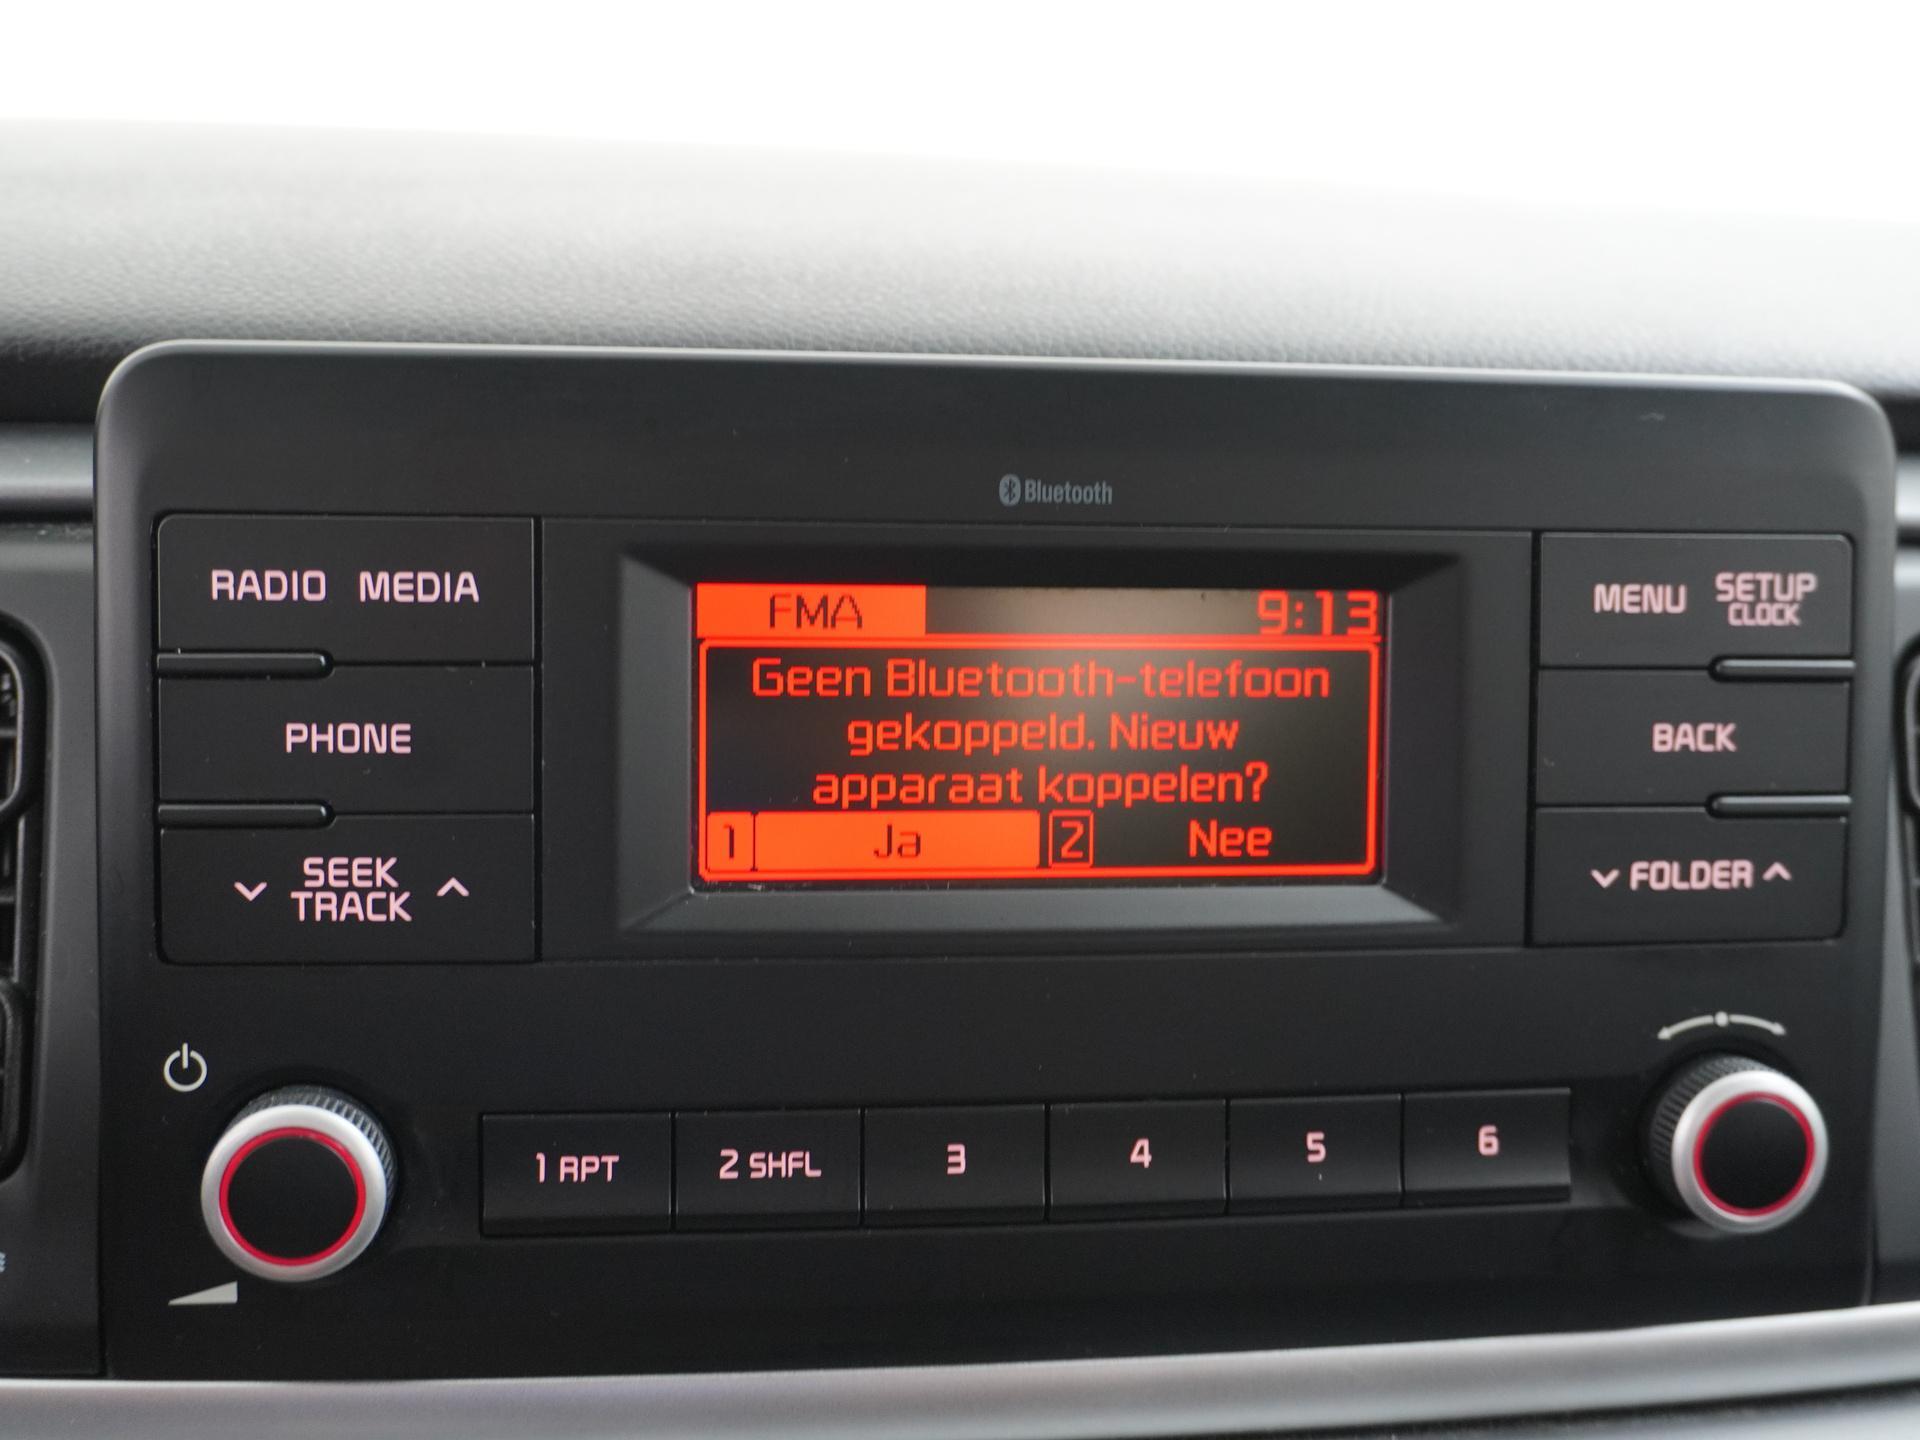 Bluetooth
RADIO MEDIA
PHONE
SEEK
TRACK
FMA 9:13
Geen Bluetooth-telefoon
gekoppeld. Nieuw
apparaat koppelen?
1 Ja 2 Nee
MENU SETUP
CLOCK
BACK
FOLDER
1 RPT 2 SHFL 3 4 5 6